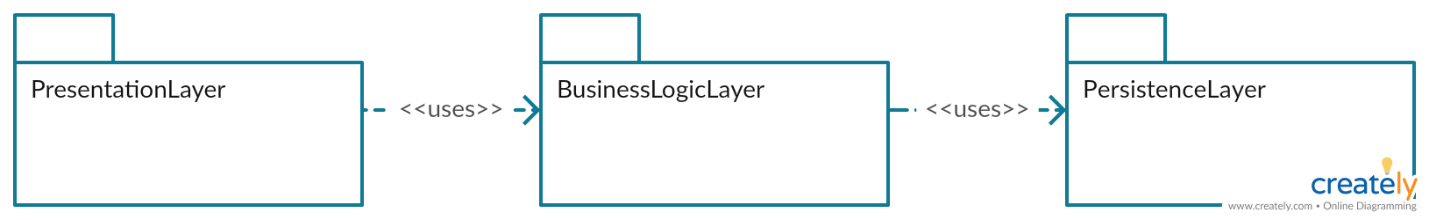 PresentationLayer
<<uses>>
BusinessLogicLayer
<<uses>>
PersistenceLayer
creately
www.creately.com • Online Diagramming